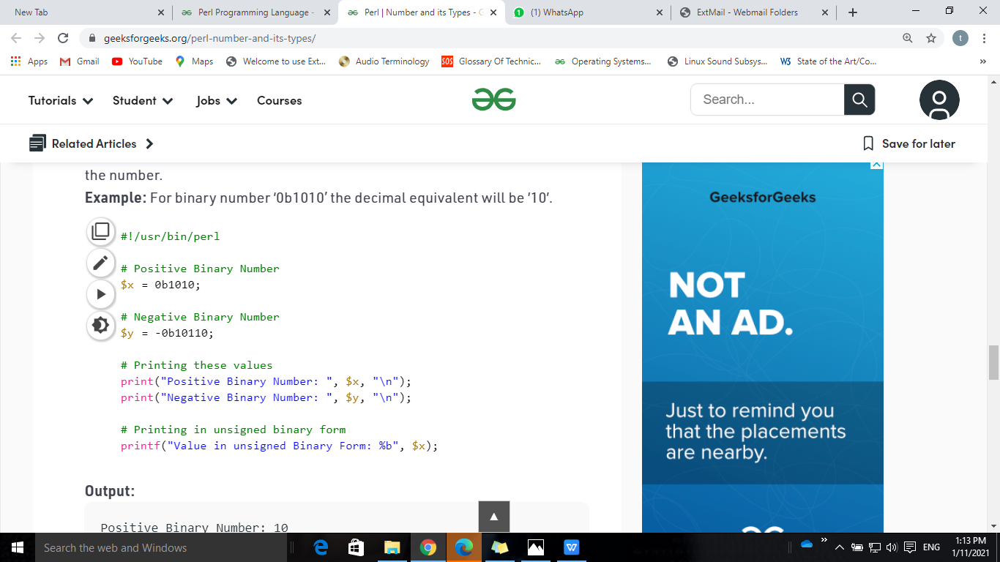 New Tab
Perl Programming Language -
Perl | Number and its Types - G
(1) WhatsApp
ExtMail - Webmail Folders
geeksforgeeks.org/perl-number-and-its-types/
t
Apps
Gmail
YouTube
Maps
Welcome to use Ext...
Audio Terminology
SOS
Glossary Of Technic...
Operating Systems...
Linux Sound Subsys...
W3
State of the Art/Co...
Tutorials
Student
Jobs
Courses
Search...
Related Articles
Save for later
the number.
Example: For binary number ‘0b1010’ the decimal equivalent will be ’10’.
#!/usr/bin/perl
# Positive Binary Number
$x = 0b1010;
# Negative Binary Number
$y = -0b10110;
# Printing these values
print("Positive Binary Number: ", $x, "\n");
print("Negative Binary Number: ", $y, "\n");
# Printing in unsigned binary form
printf("Value in unsigned Binary Form: %b", $x);
Output:
Positive Binary Number: 10
GeeksforGeeks
NOT
AN AD.
Just to remind you
that the placements
are nearby.
Search the web and Windows
ENG
1:13 PM
1/11/2021